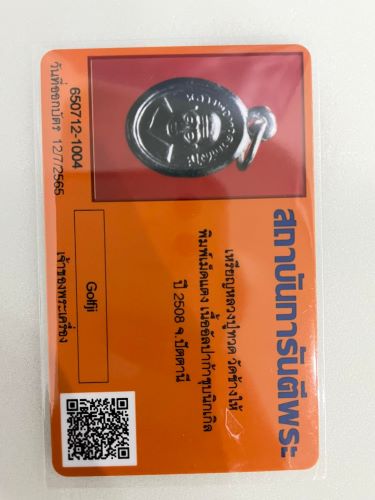 สถาบันการันตีพระ
เหรียญหลวงปู่ทวด วัดช้างให้
พิมพ์เม็ดแตง เนื้ออัลปาก้าชุบนิกเกิล
ปี 2508 จ.ปัตตานี
650712-1004
วันที่ออกบัตร 12/7/2565
Golfji
เจ้าของพระเครื่อง